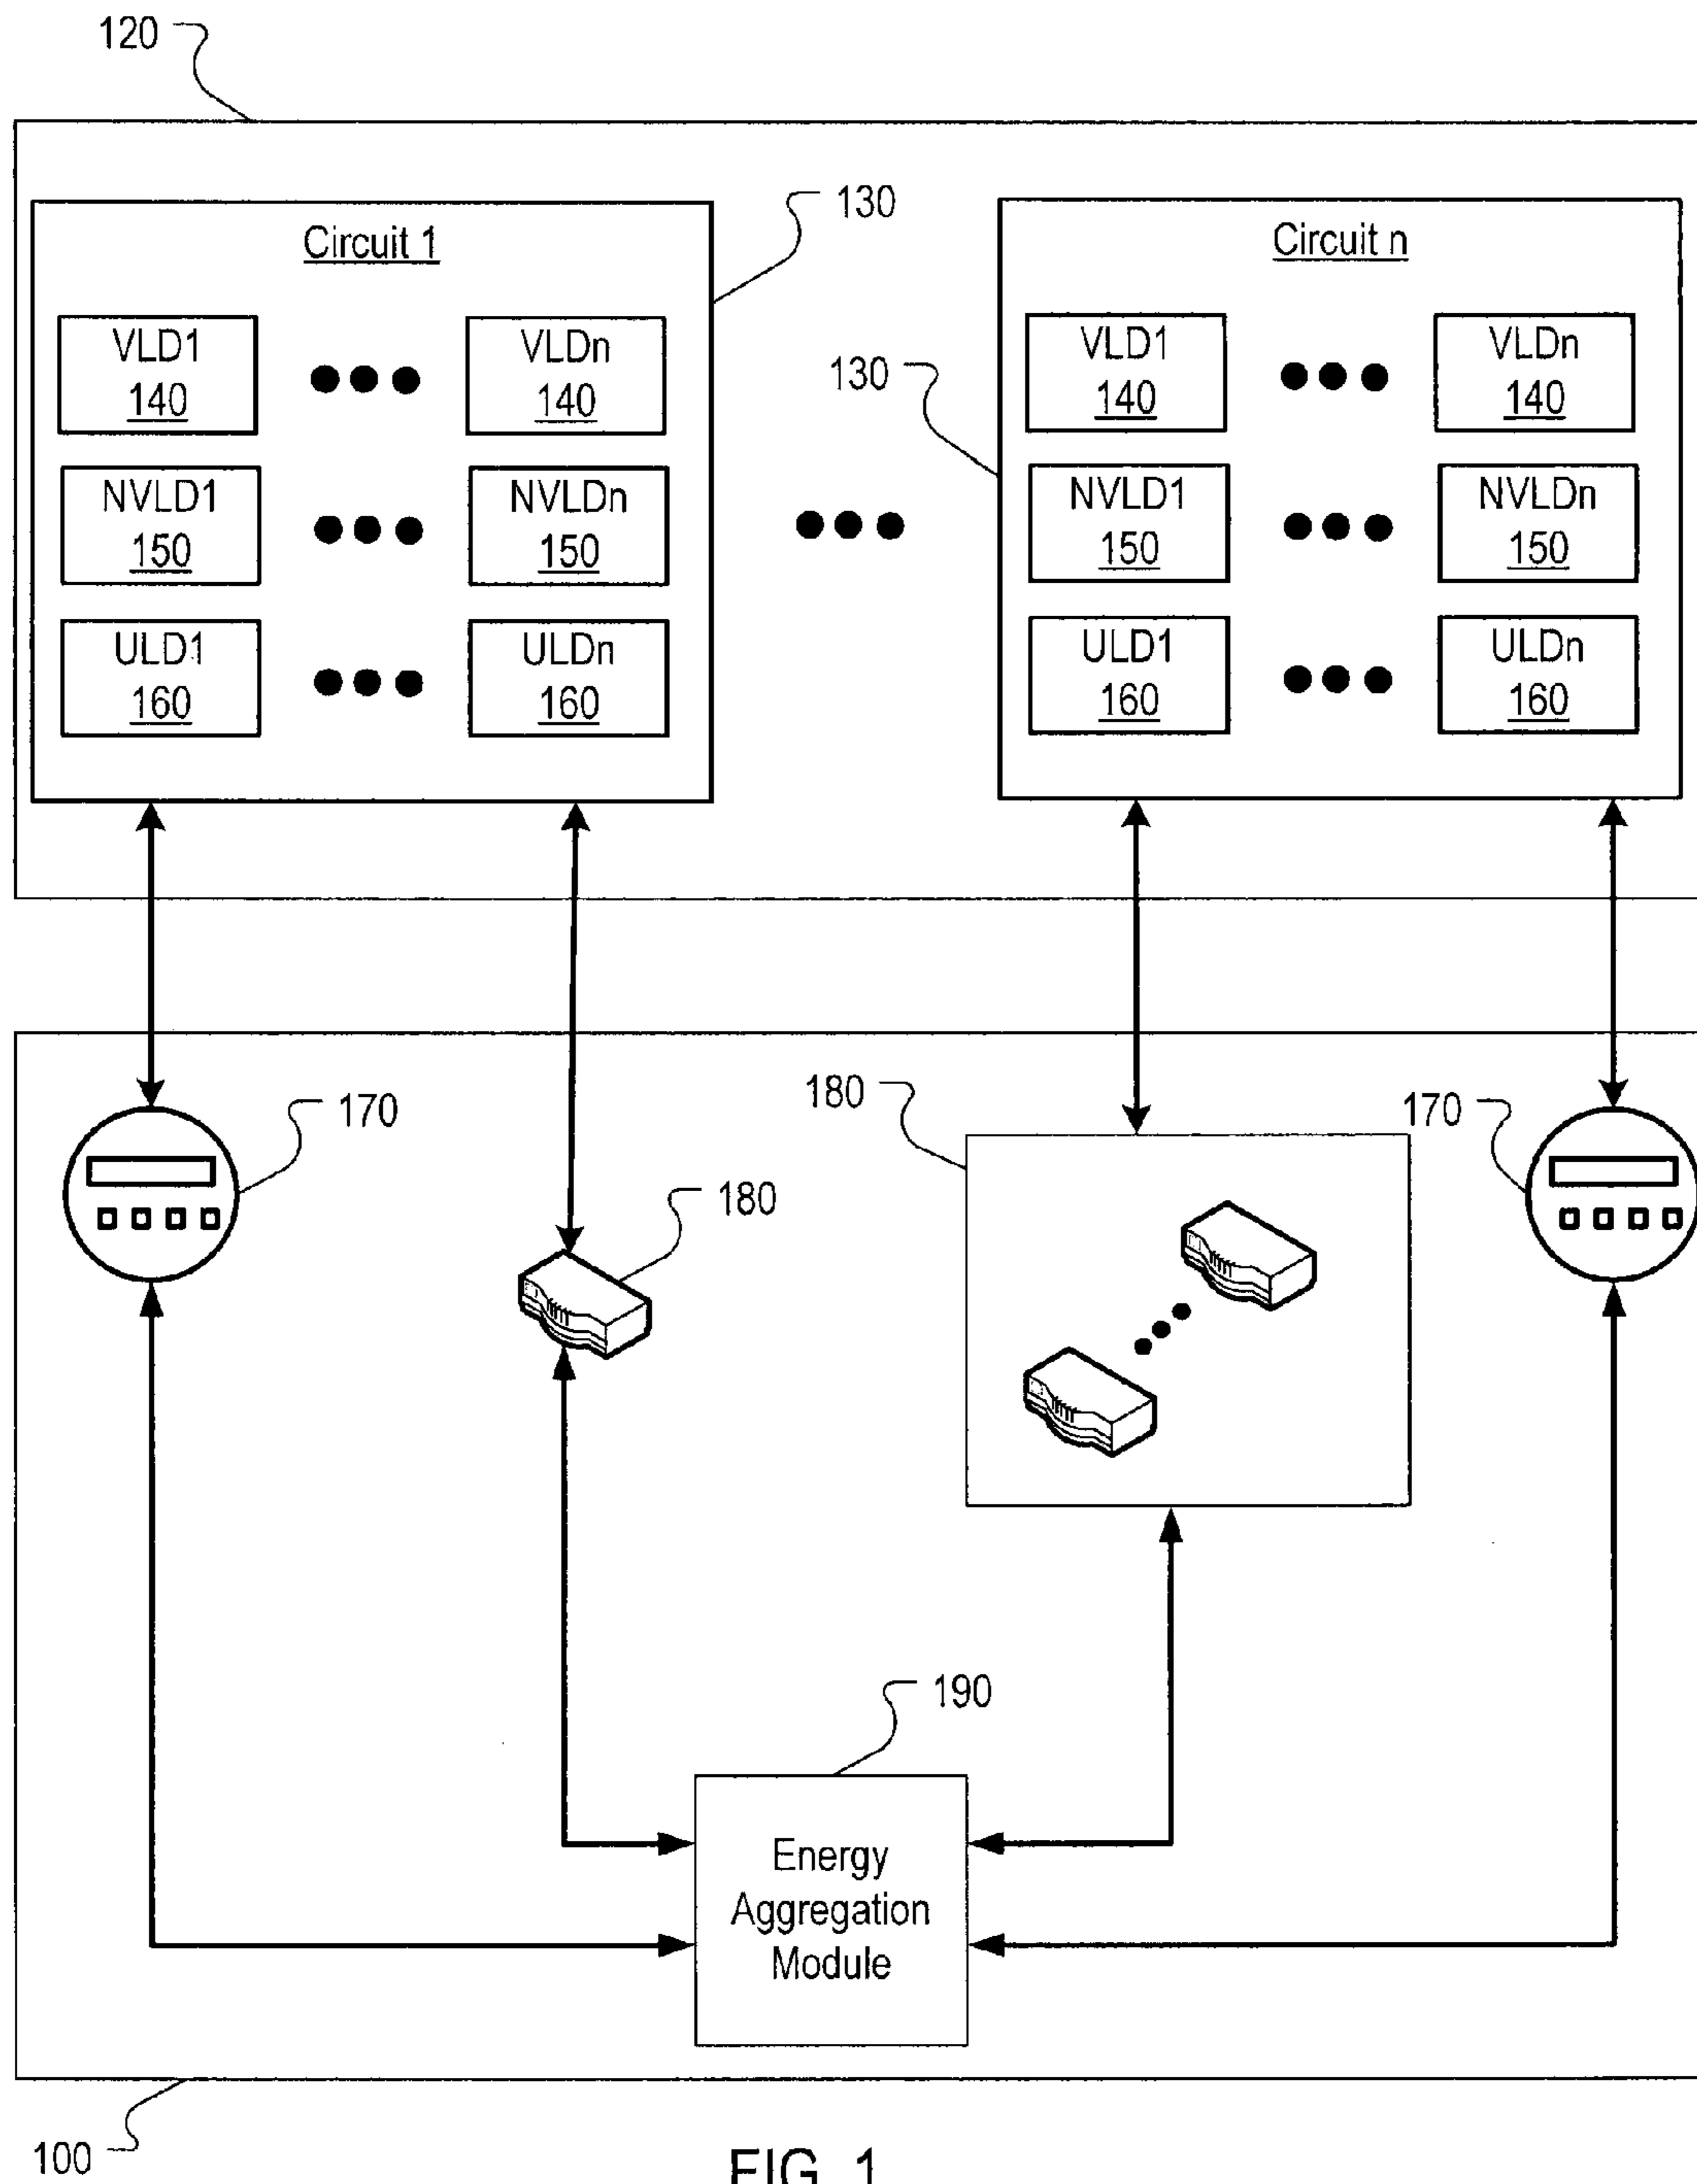 120
130
Circuit 1
Circuit n
VLD1
140
VLDn
140
130
VLD1
140
VLDn
140
NVLD1
150
NVLDn
150
NVLD1
150
NVLDn
150
ULD1
160
ULDn
160
ULD1
160
ULDn
160
170
180
180
170
190
Energy
Aggregation
Module
100
FIG. 1